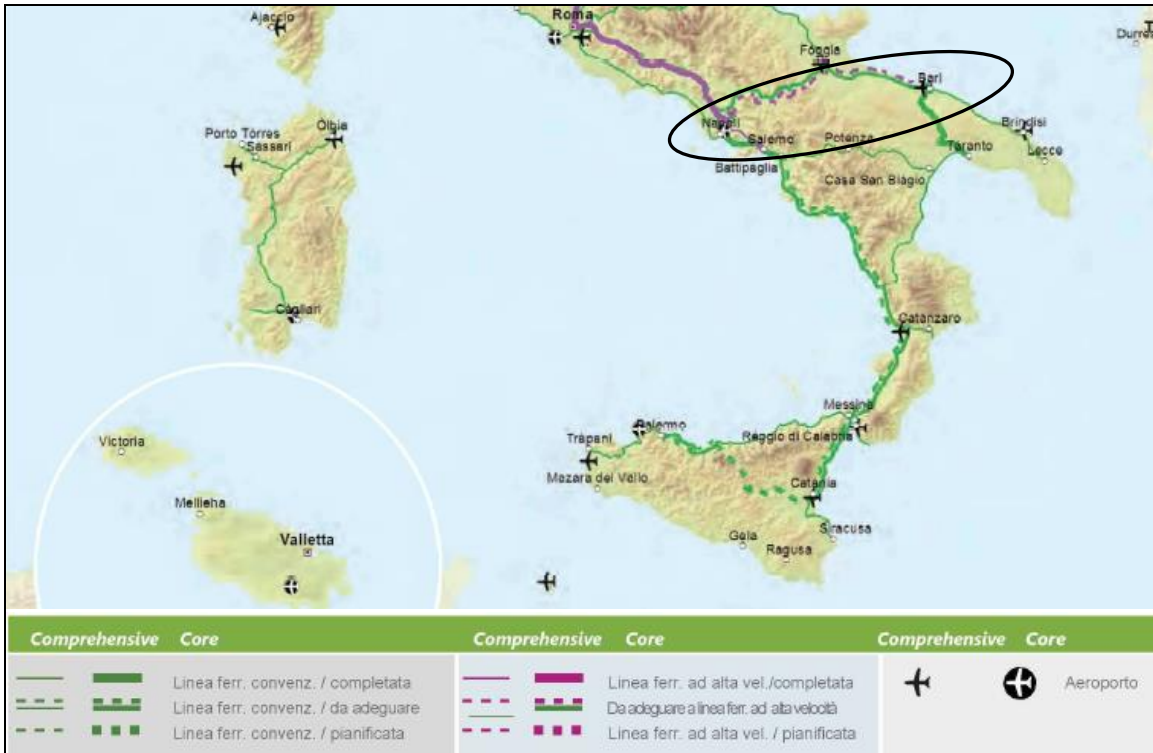 Ajaccio
Roma
Durres
Foggia
Bari
Porto Torres
Olbia
Sassari
Napoli
Salerno
Potenza
Brindisi
Lecce
Taranto
Battipaglia
Casa San Biagio
Cagliari
Catanzaro
Messina
Victoria
Trapani
Palermo
Reggio di Calabria
Mazara del Vallo
Catania
Mellieha
Siracusa
Valletta
Gela
Ragusa
Comprehensive Core Comprehensive Core Comprehensive Core
Linea ferr. convenz. / completata Linea ferr. ad alta vel./completata Aeroporto
Linea ferr. convenz. / da adeguare Da adeguare a linea ferr. ad alta velocità
Linea ferr. convenz. / pianificata Linea ferr. ad alta vel. / pianificata